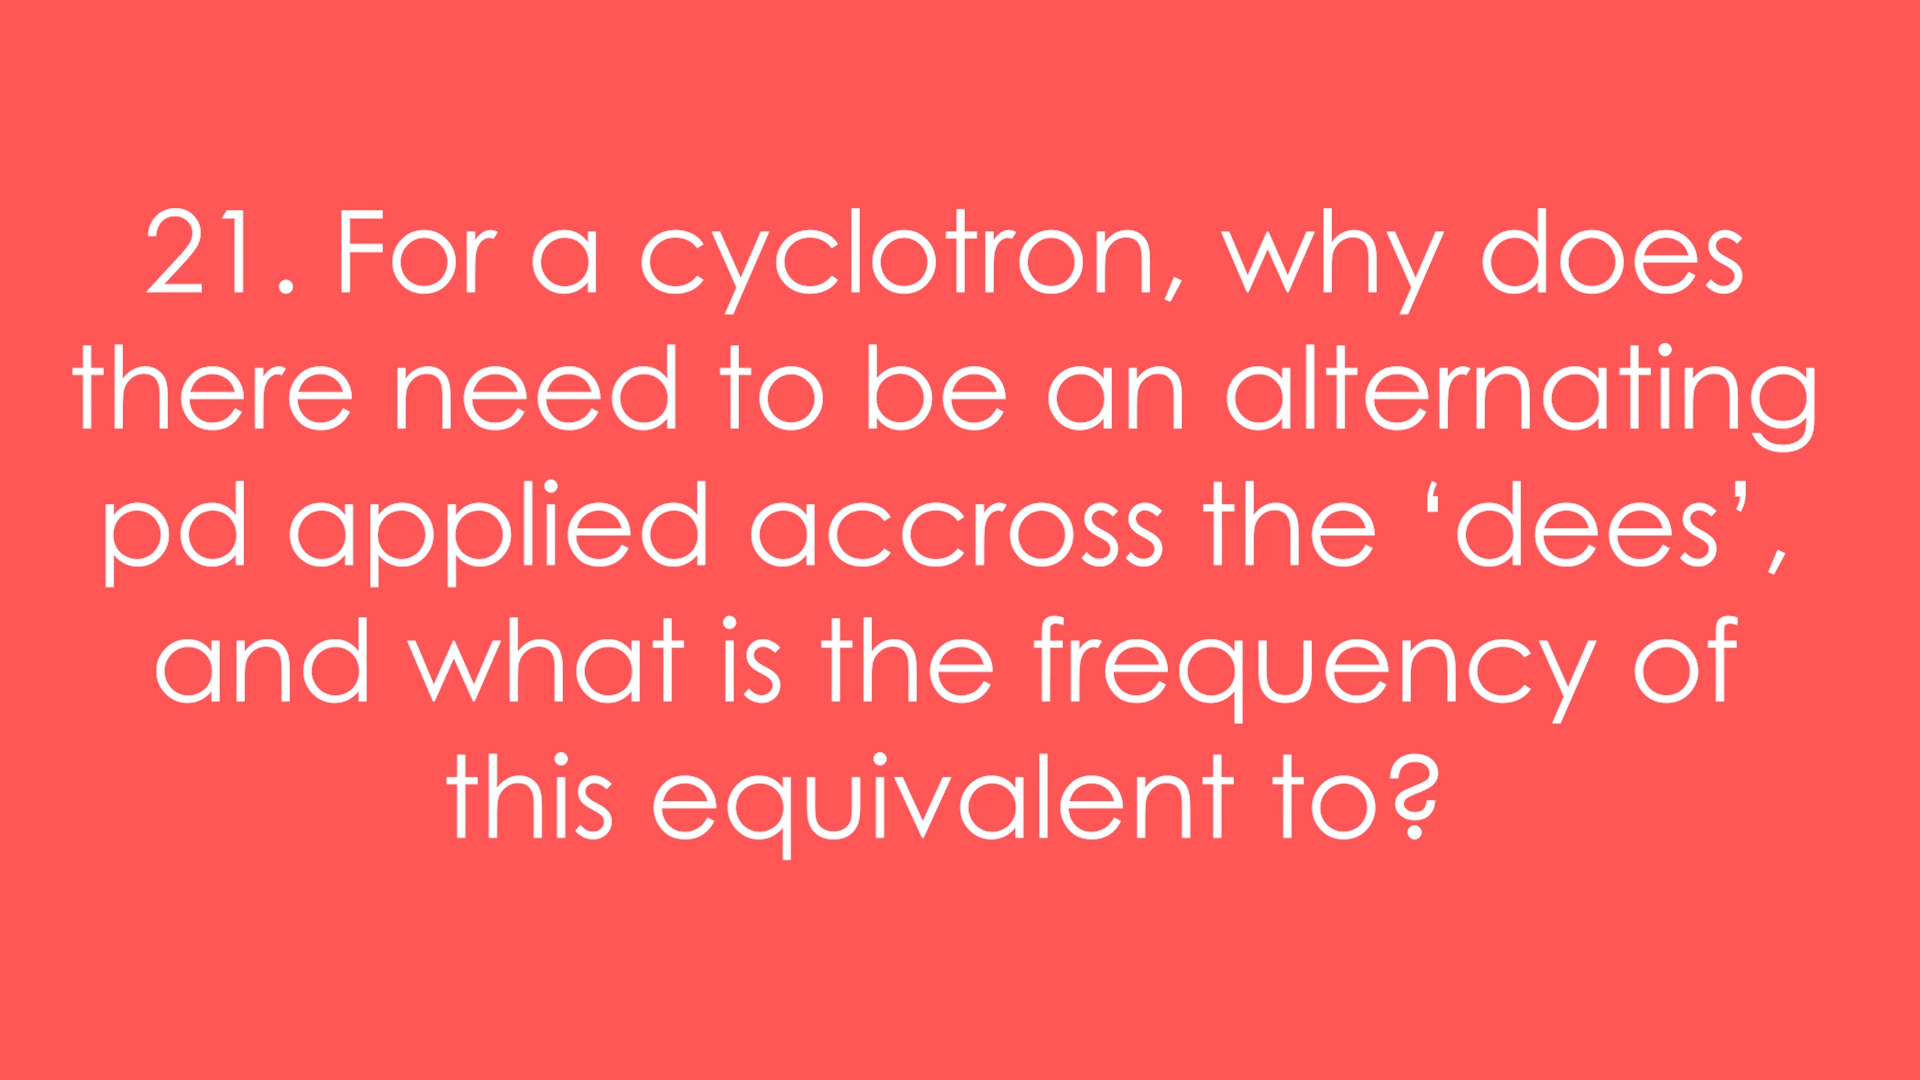 21. For a cyclotron, why does
there need to be an alternating
pd applied accross the ‘dees’,
and what is the frequency of
this equivalent to?